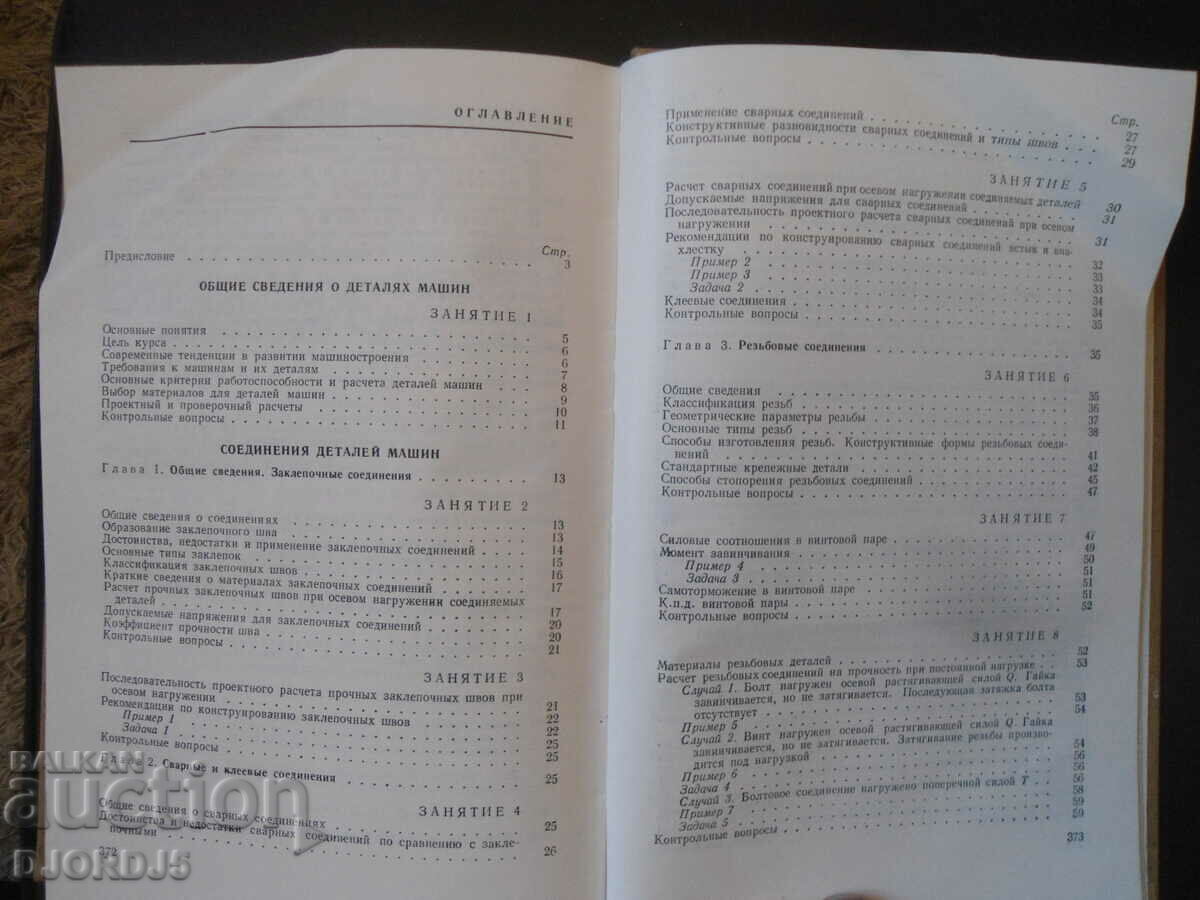 ОГЛАВЛЕНИЕ
Стр.
Предисловие 3
ОБЩИЕ СВЕДЕНИЯ О ДЕТАЛЯХ МАШИН
ЗАНЯТИЕ 1
Основные понятия 5
Цель курса 6
Современные тенденции в развитии машиностроения 6
Требования к машинам и их деталям 7
Основные критерии работоспособности и расчета деталей машин 8
Выбор материалов для деталей машин 9
Проектный и проверочный расчеты 10
Контрольные вопросы 11
СОЕДИНЕНИЯ ДЕТАЛЕЙ МАШИН
Глава 1. Общие сведения. Заклепочные соединения 13
ЗАНЯТИЕ 2
Общие сведения о соединениях 13
Образование заклепочного шва 13
Достоинства, недостатки и применение заклепочных соединений 14
Основные типы заклепок 15
Классификация заклепочных швов 16
Краткие сведения о материалах заклепочных соединений 17
Расчет прочных заклепочных швов при осевом нагружении соединяемых
деталей 17
Допускаемые напряжения для заклепочных соединений 20
Коэффициент прочности шва 20
Контрольные вопросы 21
ЗАНЯТИЕ 3
Последовательность проектного расчета прочных заклепочных швов при
осевом нагружении 21
Рекомендации по конструированию заклепочных швов 22
Пример 1 22
Задача 1 25
Контрольные вопросы 25
Глава 2. Сварные и клеевые соединения 25
ЗАНЯТИЕ 4
Общие сведения о сварных соединениях 25
Достоинства и недостатки сварных соединений по сравнению с закле-
почными 26
372
Стр.
Применение сварных соединений 27
Конструктивные разновидности сварных соединений и типы швов 27
Контрольные вопросы 29
ЗАНЯТИЕ 5
Расчет сварных соединений при осевом нагружении соединяемых деталей 30
Допускаемые напряжения для сварных соединений 31
Последовательность проектного расчета сварных соединений при осевом
нагружении 31
Рекомендации по конструированию сварных соединений встык и вна-
хлестку 32
Пример 2 33
Пример 3 33
Задача 2 34
Клеевые соединения 34
Контрольные вопросы 35
Глава 3. Резьбовые соединения 35
ЗАНЯТИЕ 6
Общие сведения 35
Классификация резьб 36
Геометрические параметры резьбы 37
Основные типы резьб 38
Способы изготовления резьб. Конструктивные формы резьбовых соеди-
нений 41
Стандартные крепежные детали 42
Способы стопорения резьбовых соединений 45
Контрольные вопросы 47
ЗАНЯТИЕ 7
Силовые соотношения в винтовой паре 47
Момент завинчивания 49
Пример 4 50
Задача 3 51
Самоторможение в винтовой паре 51
К.п.д. винтовой пары 52
Контрольные вопросы
ЗАНЯТИЕ 8
Материалы резьбовых деталей 52
Расчет резьбовых соединений на прочность при постоянной нагрузке 53
Случай 1. Болт нагружен осевой растягивающей силой Q. Гайка
завинчивается, но не затягивается. Последующая затяжка болта
отсутствует 53
Пример 5 54
Случай 2. Винт нагружен осевой растягивающей силой Q. Гайка
завинчивается, но не затягивается. Затягивание резьбы произво-
дится под нагрузкой 54
Пример 6 56
Задача 4 56
Случай 3. Болтовое соединение нагружено поперечной силой T 58
Пример 7 59
Задача 5 59
Контрольные вопросы
373
BALKAN
auction
DJORDJ5